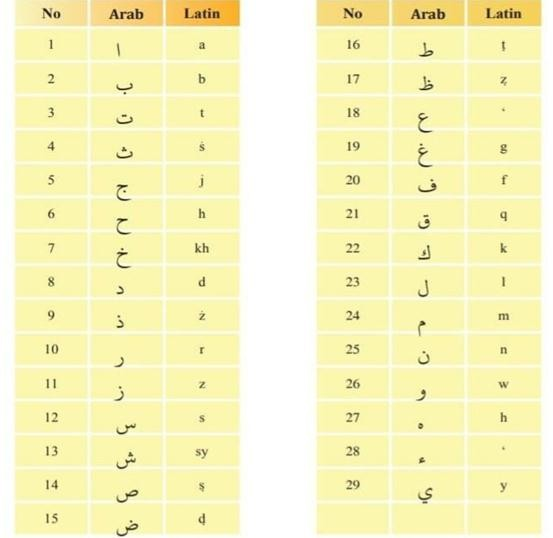 No Arab Latin
1 ا a
2 ب b
3 ت t
4 ث ṡ
5 ج j
6 ح h
7 خ kh
8 د d
9 ذ ż
10 ر r
11 ز z
12 س s
13 ش sy
14 ص ṣ
15 ض ḍ
No Arab Latin
16 ط ṭ
17 ظ ẓ
18 ع ‘
19 غ g
20 ف f
21 ق q
22 ك k
23 ل l
24 م m
25 ن n
26 و w
27 ه h
28 ء ‘
29 ي y